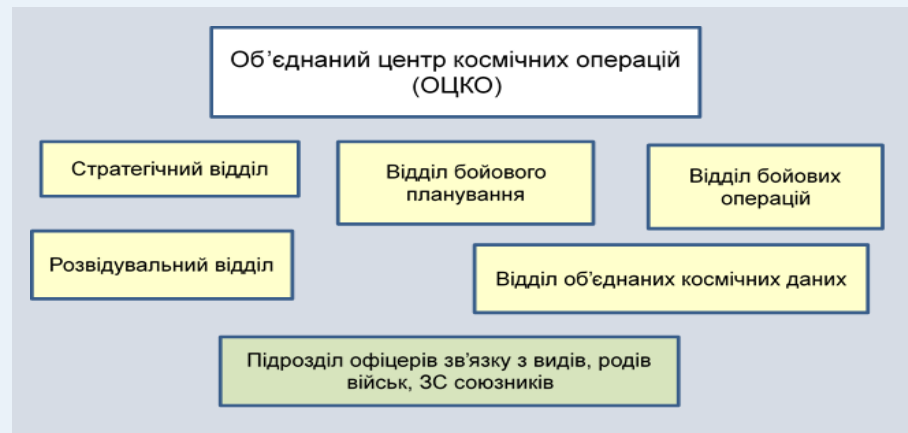 Об’єднаний центр космічних операцій
(ОЦКО)
Стратегічний відділ
Відділ бойового
планування
Відділ бойових
операцій
Розвідувальний відділ
Відділ об’єднаних космічних даних
Підрозділ офіцерів зв’язку з видів, родів
військ, ЗС союзників